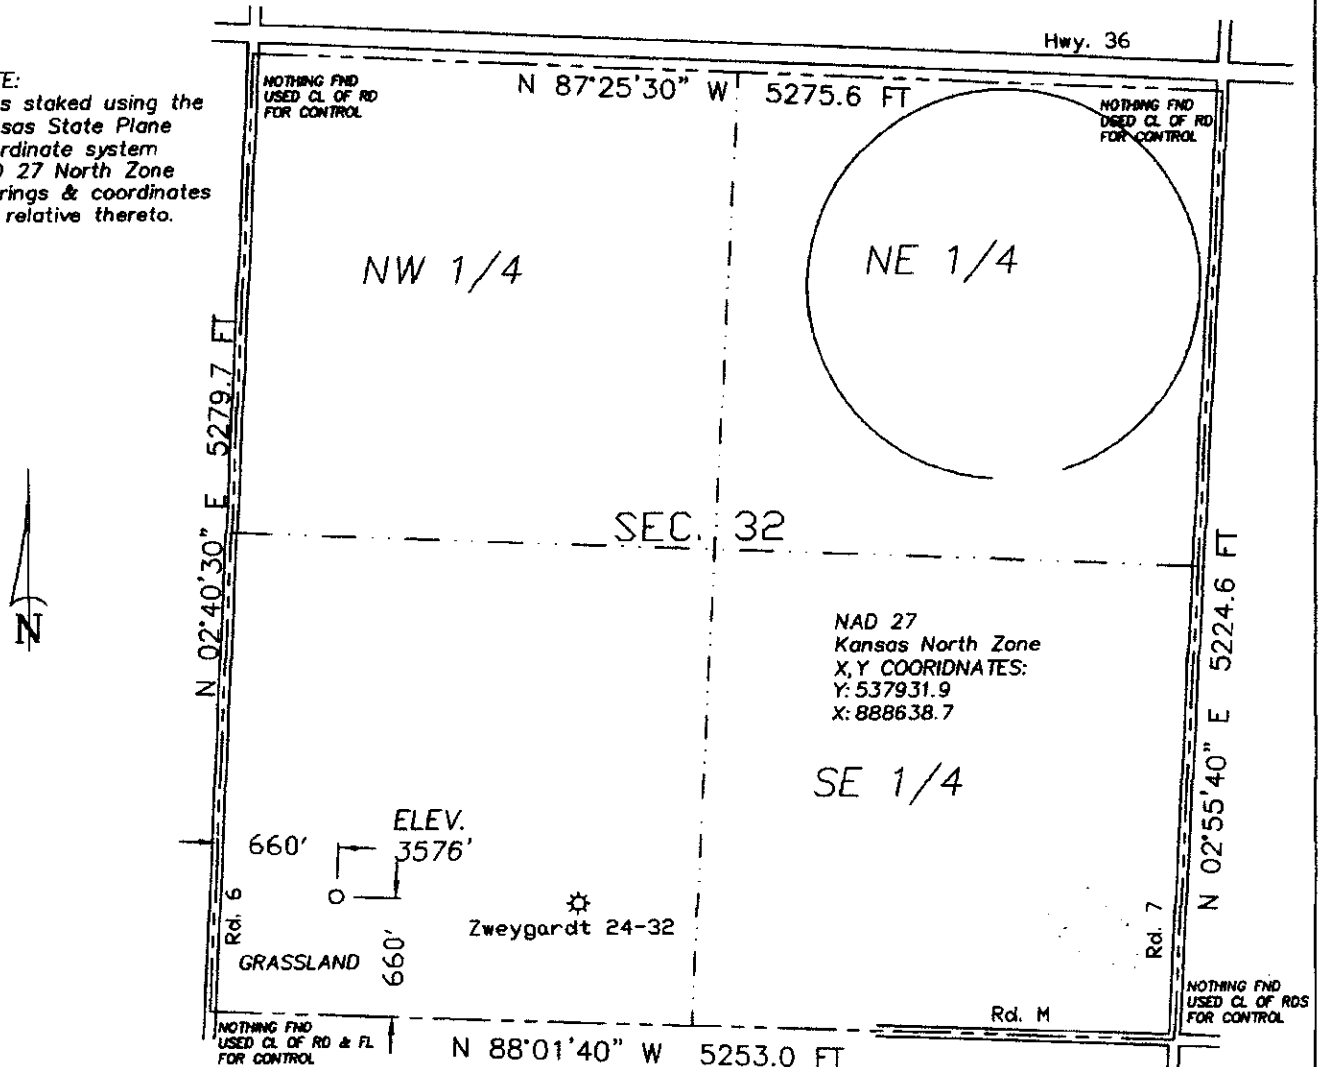 Hwy. 36
TE:
s staked using the
sas State Plane
rdinate system
27 North Zone
rings & coordinates
relative thereto.
NOTHING FND
USED CL OF RD
FOR CONTROL
N 87°25'30" W 5275.6 FT
NOTHING FND
USED CL OF RD
FOR CONTROL
NW 1/4
NE 1/4
N 02°40'30" E 5279.7 FT
SEC. 32
N
NAD 27
Kansas North Zone
X,Y COORIDNATES:
Y: 537931.9
X: 888638.7
SE 1/4
N 02°55'40" E 5224.6 FT
ELEV.
660' 3576'
Rd. 6
Zweygardt 24-32
660'
GRASSLAND
Rd. 7
Rd. M
NOTHING FND
USED CL OF RDS
FOR CONTROL
NOTHING FND
USED CL OF RD & FL
FOR CONTROL
N 88°01'40" W 5253.0 FT